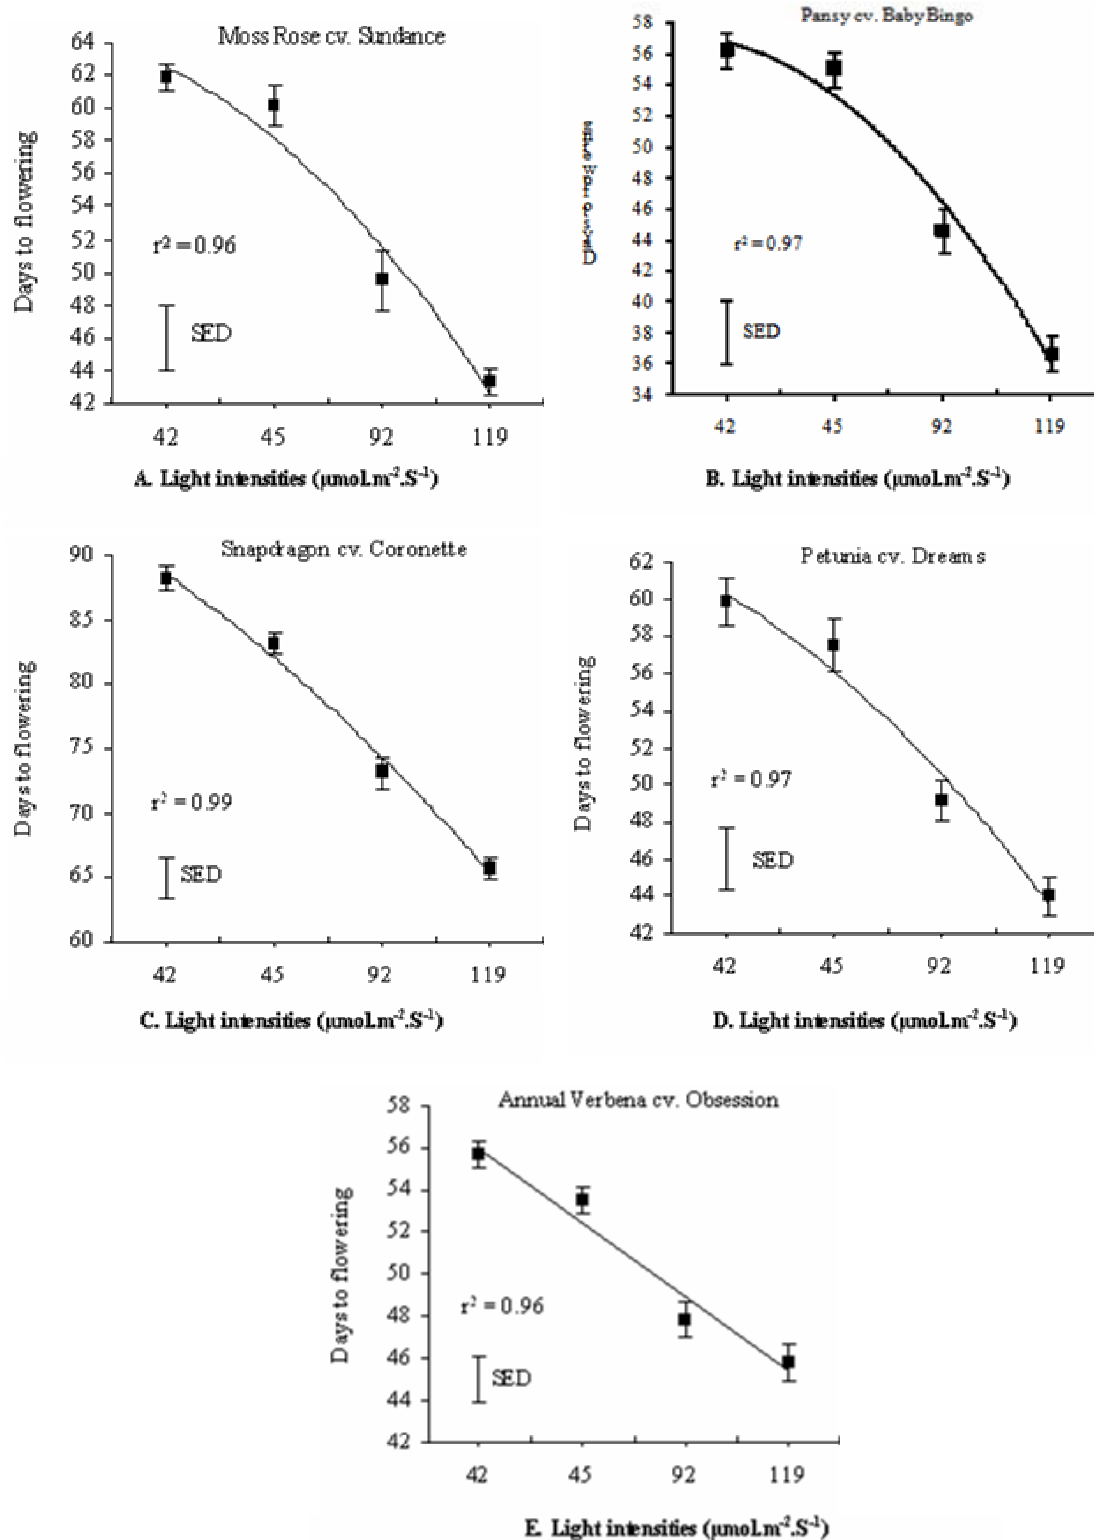 Moss Rose cv. Sundance
64
62
60
58
56
54
52
50
48
46
44
42
Days to flowering
r² = 0.96
SED
42 45 92 119
A. Light intensities (μmol.m⁻².S⁻¹)
Pansy cv. Baby Bingo
58
56
54
52
50
48
46
44
42
40
38
36
34
r² = 0.97
SED
42 45 92 119
B. Light intensities (μmol.m⁻².S⁻¹)
Snapdragon cv. Coronette
90
85
80
75
70
65
60
Days to flowering
r² = 0.99
SED
42 45 92 119
C. Light intensities (μmol.m⁻².S⁻¹)
Petunia cv. Dreams
62
60
58
56
54
52
50
48
46
44
42
Days to flowering
r² = 0.97
SED
42 45 92 119
D. Light intensities (μmol.m⁻².S⁻¹)
Annual Verbena cv. Obsession
58
56
54
52
50
48
46
44
42
Days to flowering
r² = 0.96
SED
42 45 92 119
E. Light intensities (μmol.m⁻².S⁻¹)